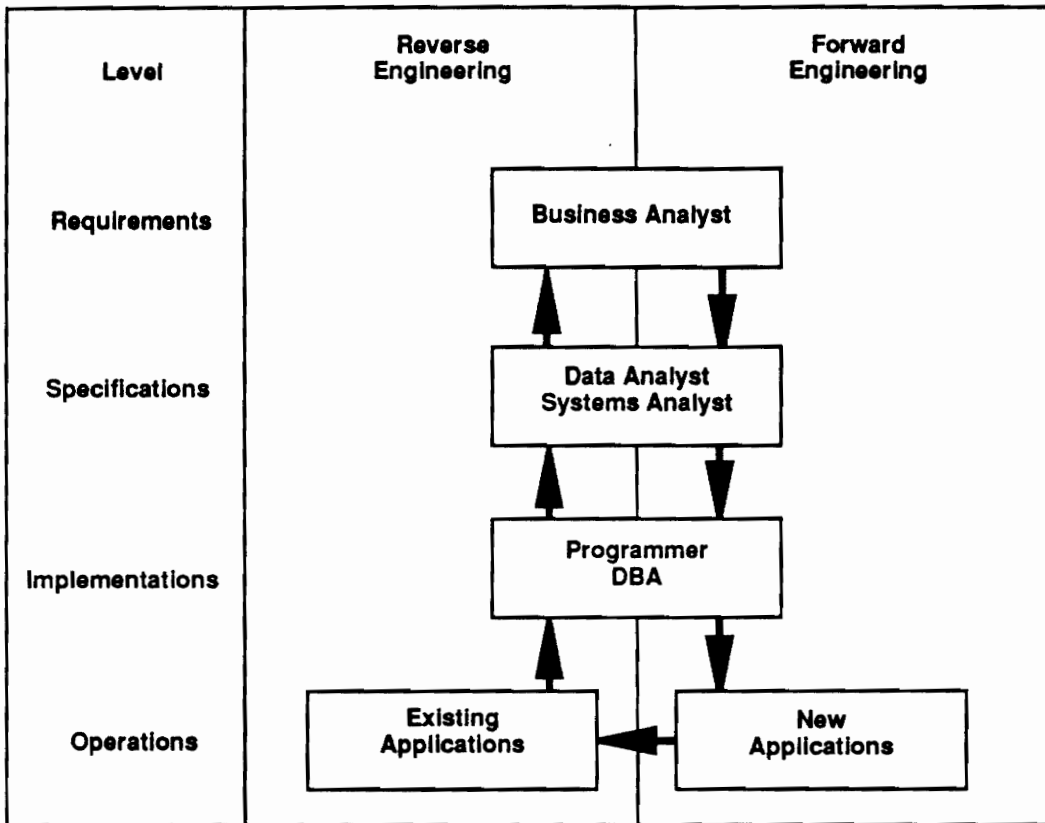 Level
Reverse
Engineering
Forward
Engineering
Requirements
Business Analyst
Specifications
Data Analyst
Systems Analyst
Implementations
Programmer
DBA
Operations
Existing
Applications
New
Applications